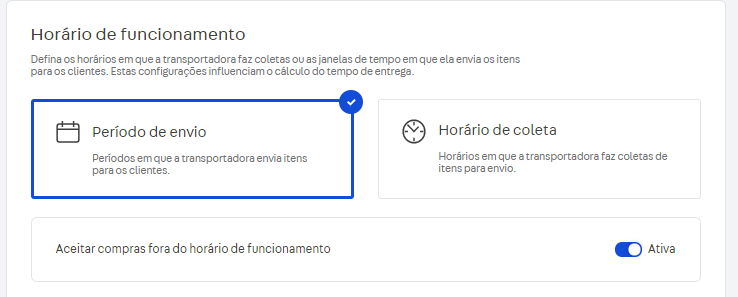 Horário de funcionamento
Defina os horários em que a transportadora faz coletas ou as janelas de tempo em que ela envia os itens
para os clientes. Estas configurações influenciam o cálculo do tempo de entrega.
Período de envio
Períodos em que a transportadora envia itens
para os clientes.
Horário de coleta
Horários em que a transportadora faz coletas de
itens para envio.
Aceitar compras fora do horário de funcionamento
Ativa